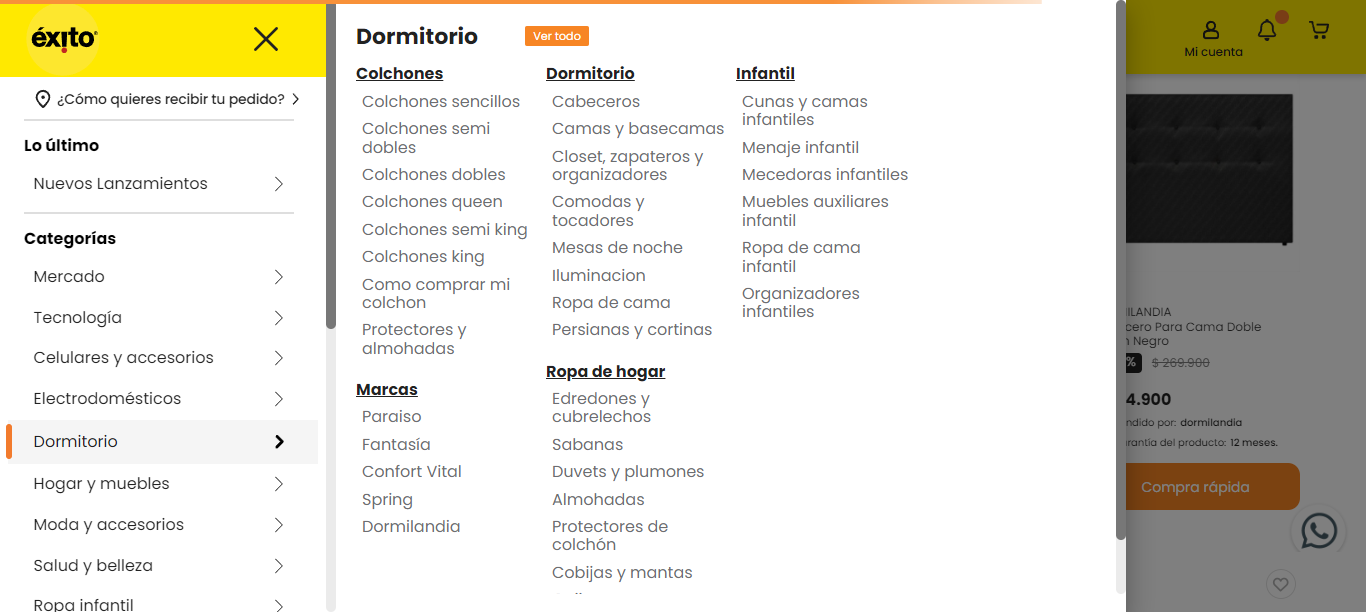 éxito
¿Cómo quieres recibir tu pedido?
Lo último
Nuevos Lanzamientos
Categorías
Mercado
Tecnología
Celulares y accesorios
Electrodomésticos
Dormitorio
Hogar y muebles
Moda y accesorios
Salud y belleza
Ropa infantil
Dormitorio
Ver todo
Colchones
Colchones sencillos
Colchones semi
dobles
Colchones dobles
Colchones queen
Colchones semi king
Colchones king
Como comprar mi
colchon
Protectores y
almohadas
Marcas
Paraiso
Fantasía
Confort Vital
Spring
Dormilandia
Dormitorio
Cabeceros
Camas y basecamas
Closet, zapateros y
organizadores
Comodas y
tocadores
Mesas de noche
Iluminacion
Ropa de cama
Persianas y cortinas
Ropa de hogar
Edredones y
cubrelechos
Sabanas
Duvets y plumones
Almohadas
Protectores de
colchón
Cobijas y mantas
Infantil
Cunas y camas
infantiles
Menaje infantil
Mecedoras infantiles
Muebles auxiliares
infantil
Ropa de cama
infantil
Organizadores
infantiles
Mi cuenta
ILANDIA
cero Para Cama Doble
n Negro
% $ 269.900
4.900
ndido por: dormilandia
rantía del producto: 12 meses.
Compra rápida